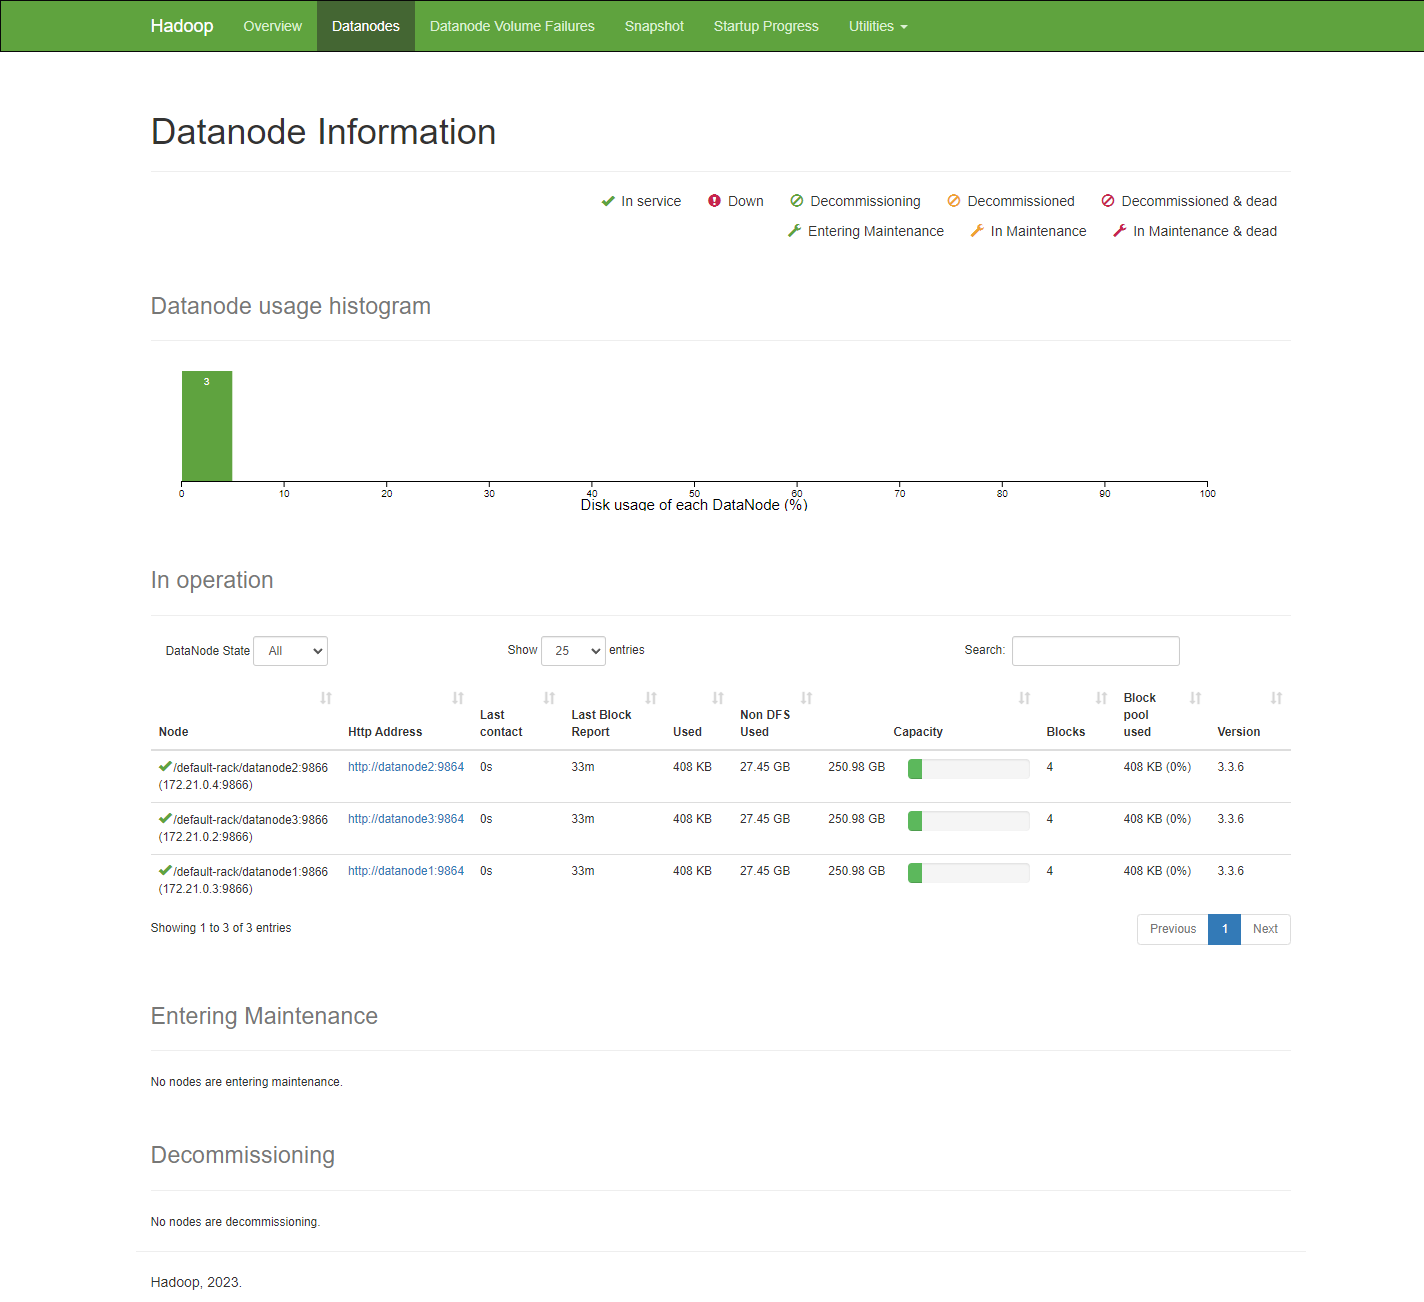 Hadoop Overview Datanodes Datanode Volume Failures Snapshot Startup Progress Utilities
Datanode Information
In service Down Decommissioning Decommissioned Decommissioned & dead
Entering Maintenance In Maintenance In Maintenance & dead
Datanode usage histogram
3
0 10 20 30 40 50 60 70 80 90 100
Disk usage of each DataNode (%)
In operation
DataNode State All Show 25 entries Search:
Node Http Address Last contact Last Block Report Used Non DFS Used Capacity Blocks Block pool used Version
/default-rack/datanode2:9866 http://datanode2:9864 0s 33m 408 KB 27.45 GB 250.98 GB 4 408 KB (0%) 3.3.6
(172.21.0.4:9866)
/default-rack/datanode3:9866 http://datanode3:9864 0s 33m 408 KB 27.45 GB 250.98 GB 4 408 KB (0%) 3.3.6
(172.21.0.2:9866)
/default-rack/datanode1:9866 http://datanode1:9864 0s 33m 408 KB 27.45 GB 250.98 GB 4 408 KB (0%) 3.3.6
(172.21.0.3:9866)
Showing 1 to 3 of 3 entries Previous 1 Next
Entering Maintenance
No nodes are entering maintenance.
Decommissioning
No nodes are decommissioning.
Hadoop, 2023.